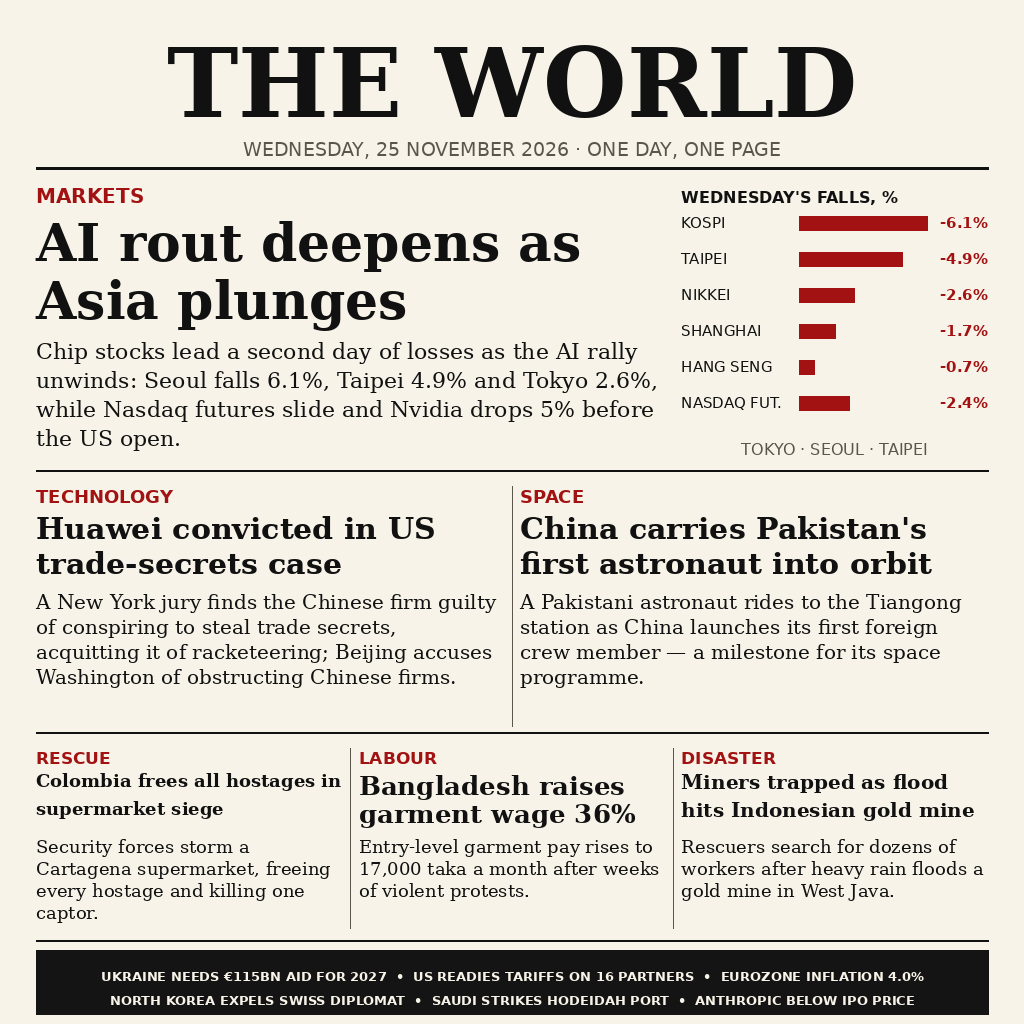 THE WORLD
WEDNESDAY, 25 NOVEMBER 2026 · ONE DAY, ONE PAGE
MARKETS
AI rout deepens as
Asia plunges
Chip stocks lead a second day of losses as the AI rally
unwinds: Seoul falls 6.1%, Taipei 4.9% and Tokyo 2.6%,
while Nasdaq futures slide and Nvidia drops 5% before
the US open.
WEDNESDAY'S FALLS, %
KOSPI -6.1%
TAIPEI -4.9%
NIKKEI -2.6%
SHANGHAI -1.7%
HANG SENG -0.7%
NASDAQ FUT. -2.4%
TOKYO · SEOUL · TAIPEI
TECHNOLOGY
Huawei convicted in US
trade-secrets case
A New York jury finds the Chinese firm guilty
of conspiring to steal trade secrets,
acquitting it of racketeering; Beijing accuses
Washington of obstructing Chinese firms.
SPACE
China carries Pakistan's
first astronaut into orbit
A Pakistani astronaut rides to the Tiangong
station as China launches its first foreign
crew member — a milestone for its space
programme.
RESCUE
Colombia frees all hostages in
supermarket siege
Security forces storm a
Cartagena supermarket, freeing
every hostage and killing one
captor.
LABOUR
Bangladesh raises
garment wage 36%
Entry-level garment pay rises to
17,000 taka a month after weeks
of violent protests.
DISASTER
Miners trapped as flood
hits Indonesian gold mine
Rescuers search for dozens of
workers after heavy rain floods a
gold mine in West Java.
UKRAINE NEEDS €115BN AID FOR 2027 • US READIES TARIFFS ON 16 PARTNERS • EUROZONE INFLATION 4.0%
NORTH KOREA EXPELS SWISS DIPLOMAT • SAUDI STRIKES HODEIDAH PORT • ANTHROPIC BELOW IPO PRICE